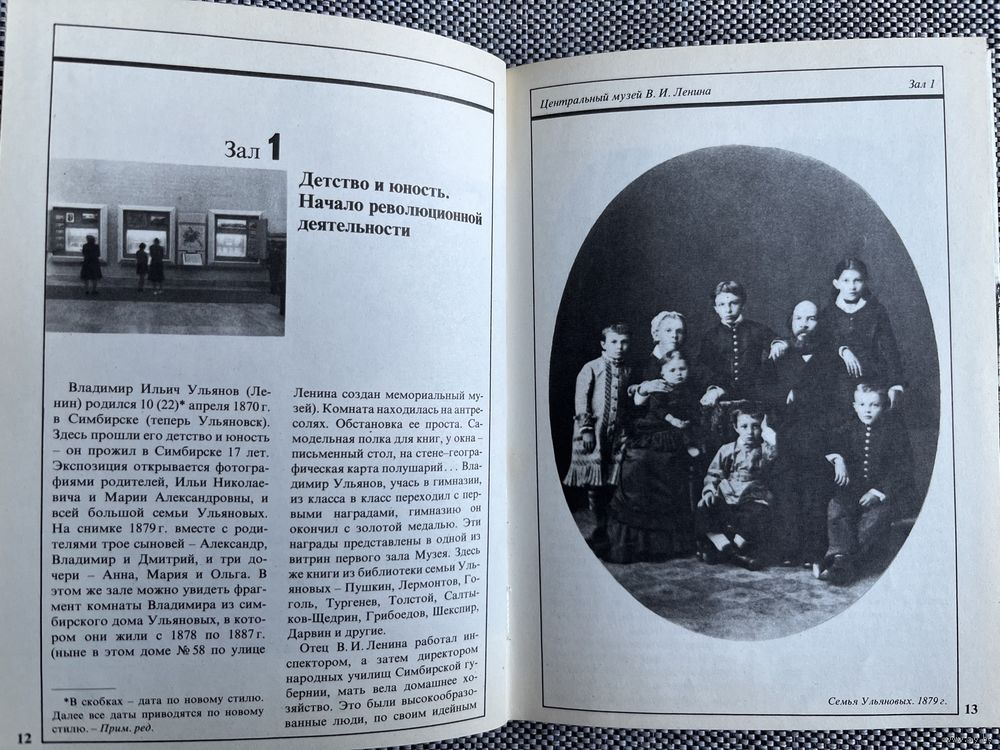 Зал 1
Детство и юность.
Начало революционной
деятельности
Владимир Ильич Ульянов (Ле-
нин) родился 10 (22)* апреля 1870 г.
в Симбирске (теперь Ульяновск).
Здесь прошли его детство и юность
– он прожил в Симбирске 17 лет.
Экспозиция открывается фотогра-
фиями родителей, Ильи Николае-
вича и Марии Александровны, и
всей большой семьи Ульяновых.
На снимке 1879 г. вместе с роди-
телями трое сыновей – Александр,
Владимир и Дмитрий, и три до-
чери – Анна, Мария и Ольга. В
этом же зале можно увидеть фраг-
мент комнаты Владимира из сим-
бирского дома Ульяновых, в кото-
ром они жили с 1878 по 1887 г.
(ныне в этом доме № 58 по улице
*В скобках – дата по новому стилю.
Далее все даты приводятся по новому
стилю. – Прим. ред.
12
Ленина создан мемориальный му-
зей). Комната находилась на антре-
солях. Обстановка ее проста. Са-
модельная полка для книг, у окна –
письменный стол, на стене–геогра-
фическая карта полушарий... Вла-
димир Ульянов, учась в гимназии,
из класса в класс переходил с пер-
выми наградами, гимназию он
окончил с золотой медалью. Эти
награды представлены в одной из
витрин первого зала Музея. Здесь
же книги из библиотеки семьи Уль-
яновых – Пушкин, Лермонтов, Го-
голь, Тургенев, Толстой, Салты-
ков-Щедрин, Грибоедов, Шекспир,
Дарвин и другие.
Отец В. И. Ленина работал ин-
спектором, а затем директором
народных училищ Симбирской гу-
бернии, мать вела домашнее хо-
зяйство. Это были высокообразо-
ванные люди, по своим идейным
Центральный музей В. И. Ленина
Зал 1
Семья Ульяновых. 1879 г.
13